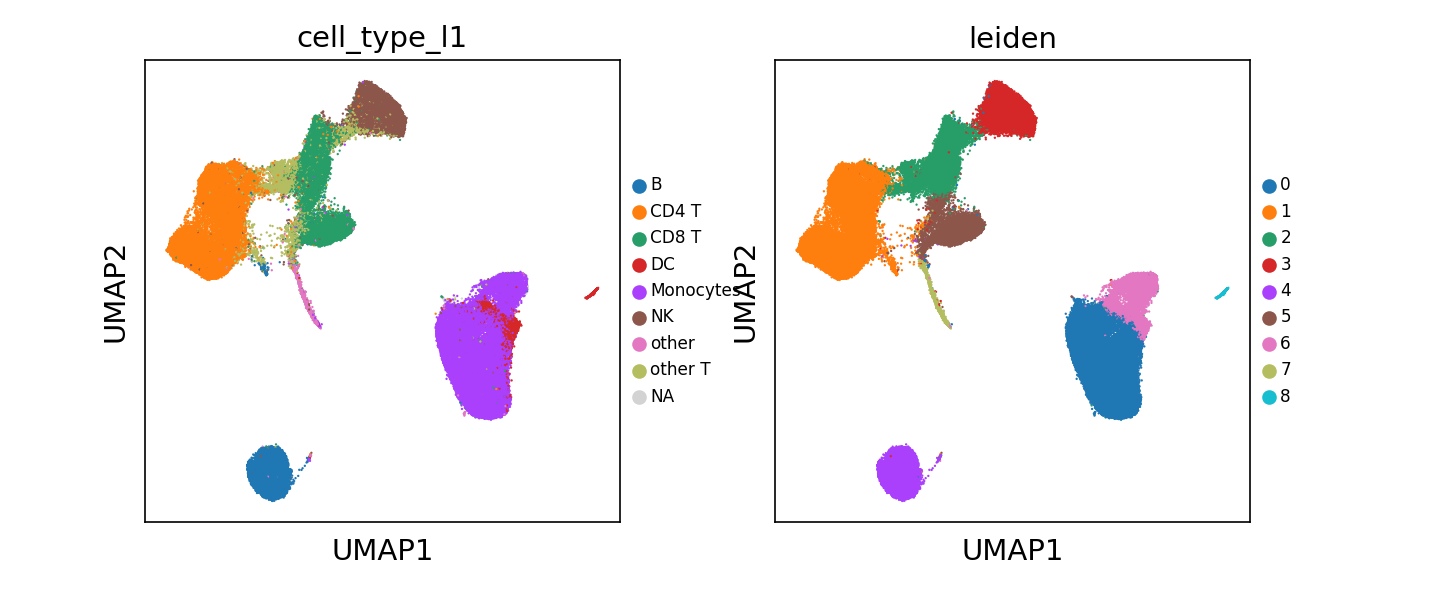 cell_type_l1
UMAP2
UMAP1
B
CD4 T
CD8 T
DC
Monocytes
NK
other
other T
NA
leiden
UMAP2
UMAP1
0
1
2
3
4
5
6
7
8